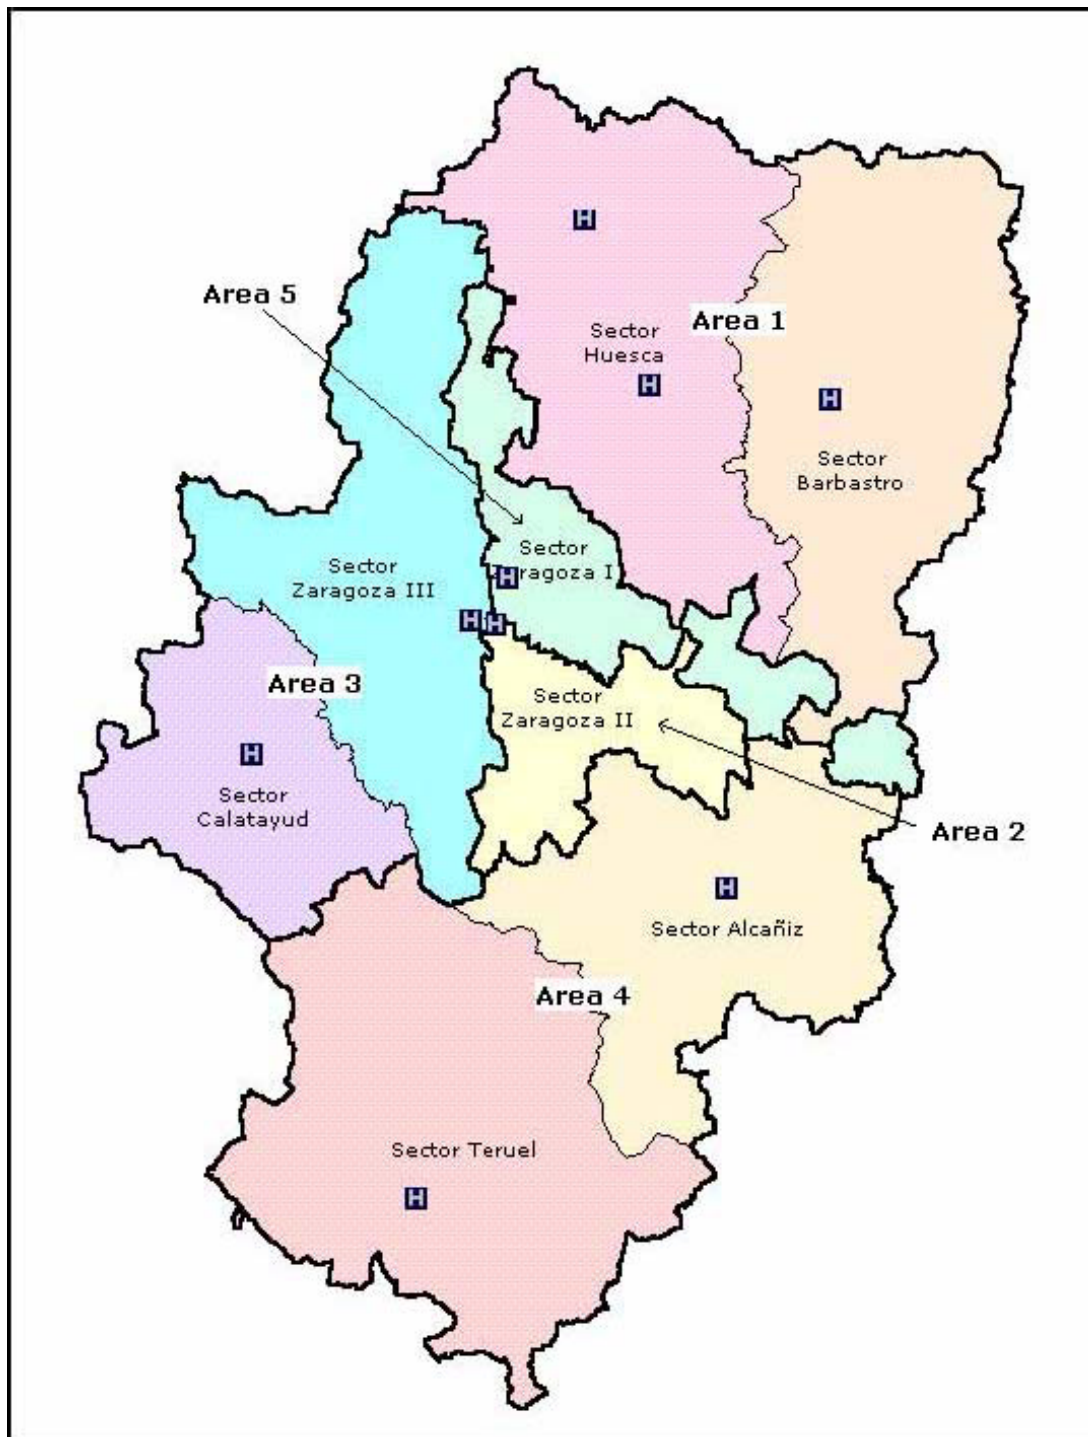 H
Area 5
Area 1
Sector
Huesca
H
H
Sector
Barbastro
Sector
Zaragoza I
H
Sector
Zaragoza III
H
H
Area 3
Sector
Zaragoza II
H
Sector
Calatayud
Area 2
H
Sector Alcañiz
Area 4
Sector Teruel
H